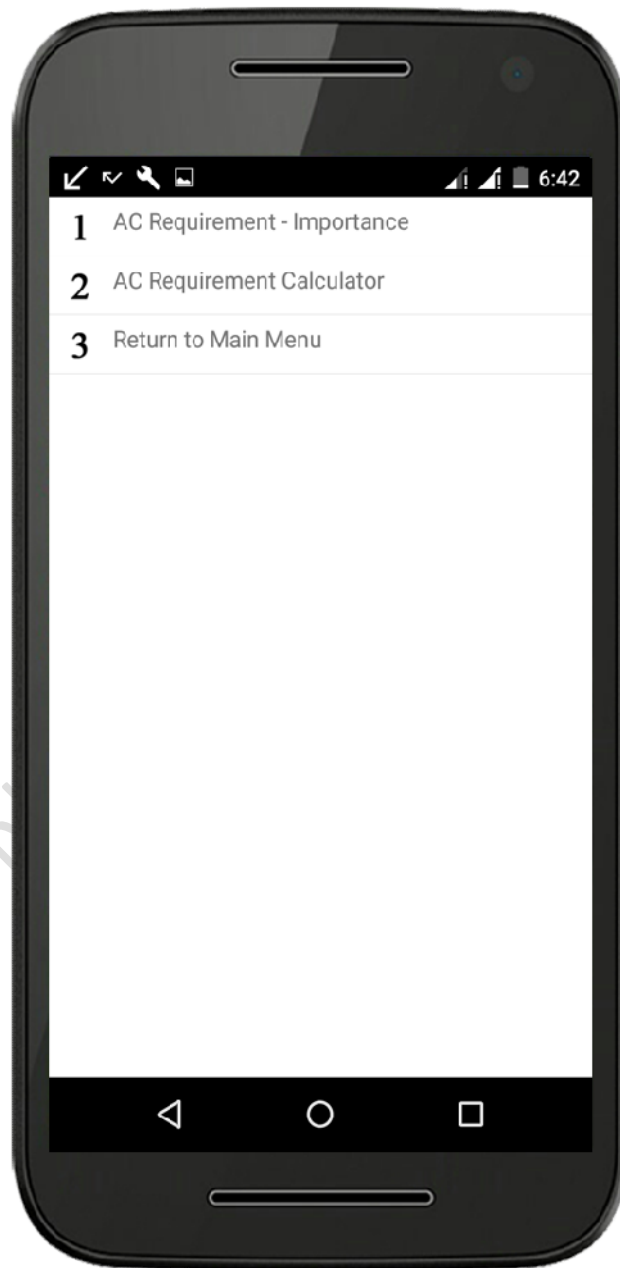 6:42
1 AC Requirement - Importance
2 AC Requirement Calculator
3 Return to Main Menu